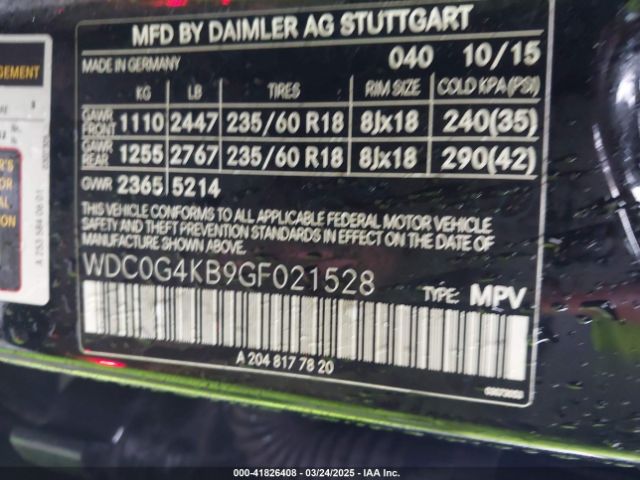 MFD BY DAIMLER AG STUTTGART
MADE IN GERMANY 040 10/15
KG LB TIRES RIM SIZE COLD KPA(PSI)
GAWR FRONT 1110 2447 235/60 R18 8Jx18 240(35)
GAWR REAR 1255 2767 235/60 R18 8Jx18 290(42)
GVWR 2365 5214
THIS VEHICLE CONFORMS TO ALL APPLICABLE FEDERAL MOTOR VEHICLE
SAFETY AND THEFT PREVENTION STANDARDS IN EFFECT ON THE
DATE OF MANUFACTURE SHOWN ABOVE.
WDC0G4KB9GF021528 TYPE: MPV
A 204 817 78 20
A 253 584 06 01
000-41826408 | 03/24/2025 | IAA Inc.